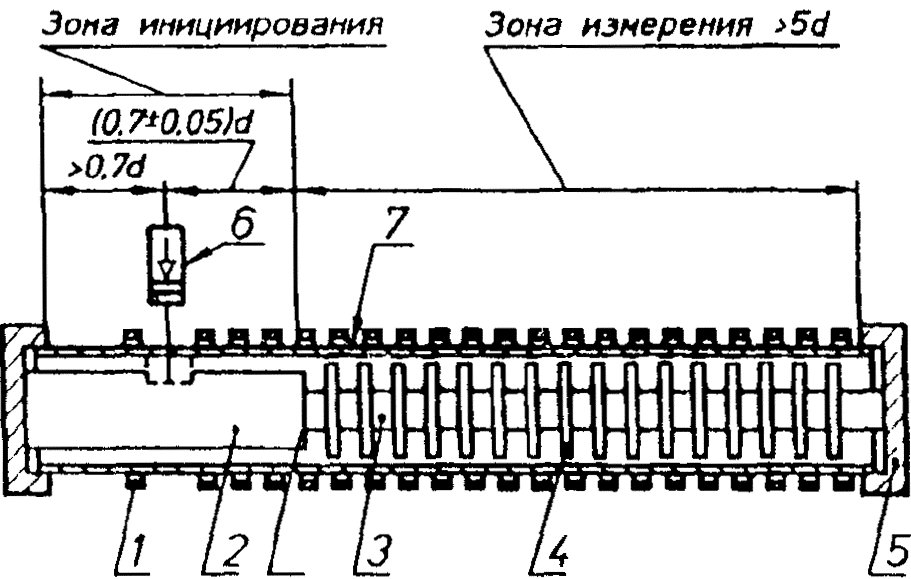 Зона инициирования
Зона измерения >5d
(0,7±0,05)d
>0,7d
6
7
1
2
3
4
5